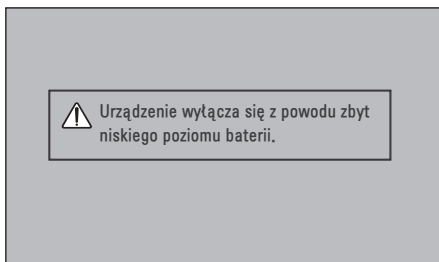 Urządzenie wyłącza się z powodu zbyt
niskiego poziomu baterii.